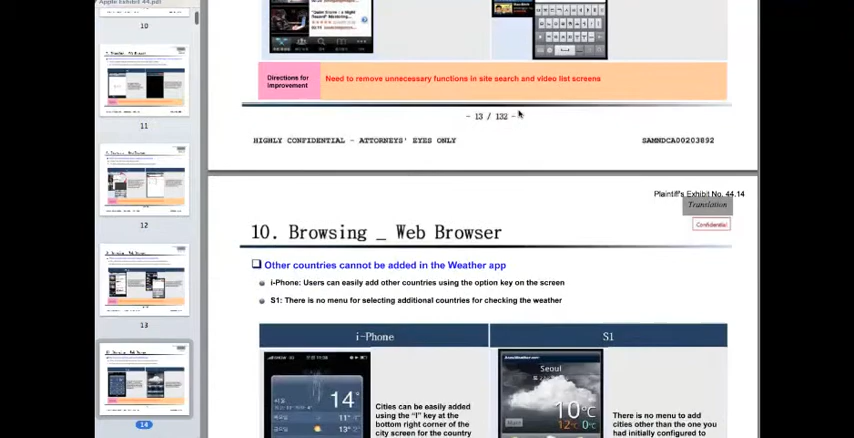 Apple Exhibit 44.pdf
10
11
12
13
14
Directions for
Improvement
Need to remove unnecessary functions in site search and video list screens
- 13 / 132 -
HIGHLY CONFIDENTIAL - ATTORNEYS' EYES ONLY
SAMNDCA00203892
Plaintiff's Exhibit No. 44.14
Translation
Confidential
10. Browsing _ Web Browser
Other countries cannot be added in the Weather app
i-Phone: Users can easily add other countries using the option key on the screen
S1: There is no menu for selecting additional countries for checking the weather
i-Phone
S1
14°
11°
Cities can be easily added
using the "I" key at the
bottom right corner of the
city screen for the country
Seoul
10°C
12°C 0°C
There is no menu to add
cities other than the one you
had initially configured to